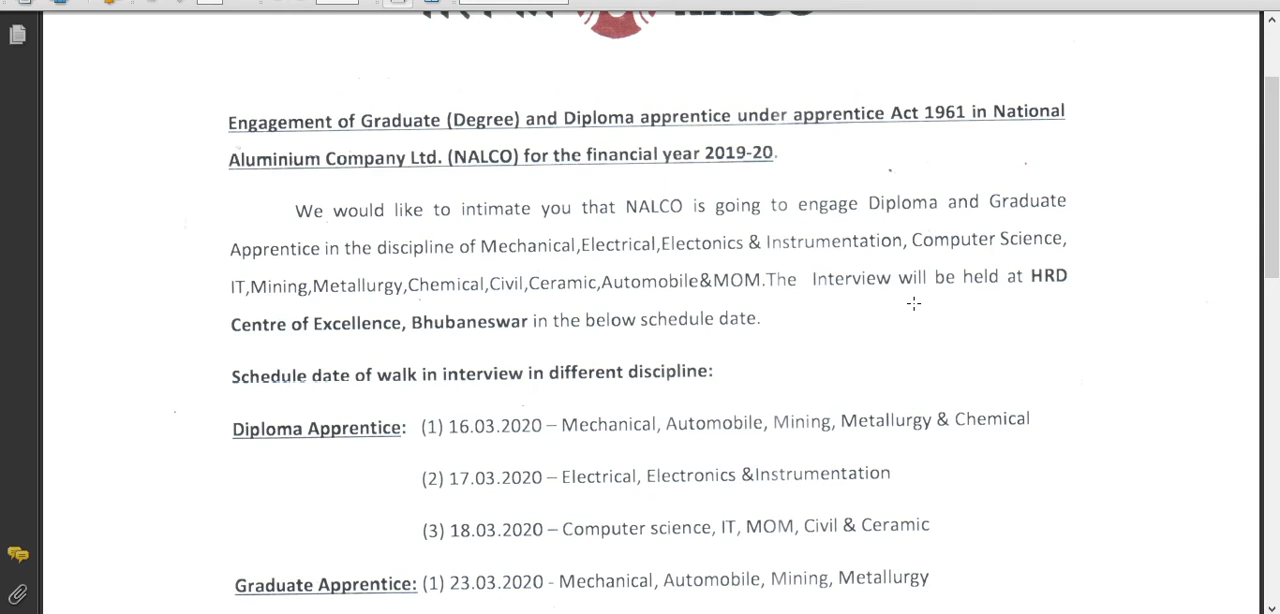 Engagement of Graduate (Degree) and Diploma apprentice under apprentice Act 1961 in National
Aluminium Company Ltd. (NALCO) for the financial year 2019-20.
We would like to intimate you that NALCO is going to engage Diploma and Graduate
Apprentice in the discipline of Mechanical,Electrical,Electonics & Instrumentation, Computer Science,
IT,Mining,Metallurgy,Chemical,Civil,Ceramic,Automobile&MOM.The Interview will be held at HRD
Centre of Excellence, Bhubaneswar in the below schedule date.
Schedule date of walk in interview in different discipline:
Diploma Apprentice: (1) 16.03.2020 – Mechanical, Automobile, Mining, Metallurgy & Chemical
(2) 17.03.2020 – Electrical, Electronics &Instrumentation
(3) 18.03.2020 – Computer science, IT, MOM, Civil & Ceramic
Graduate Apprentice: (1) 23.03.2020 - Mechanical, Automobile, Mining, Metallurgy